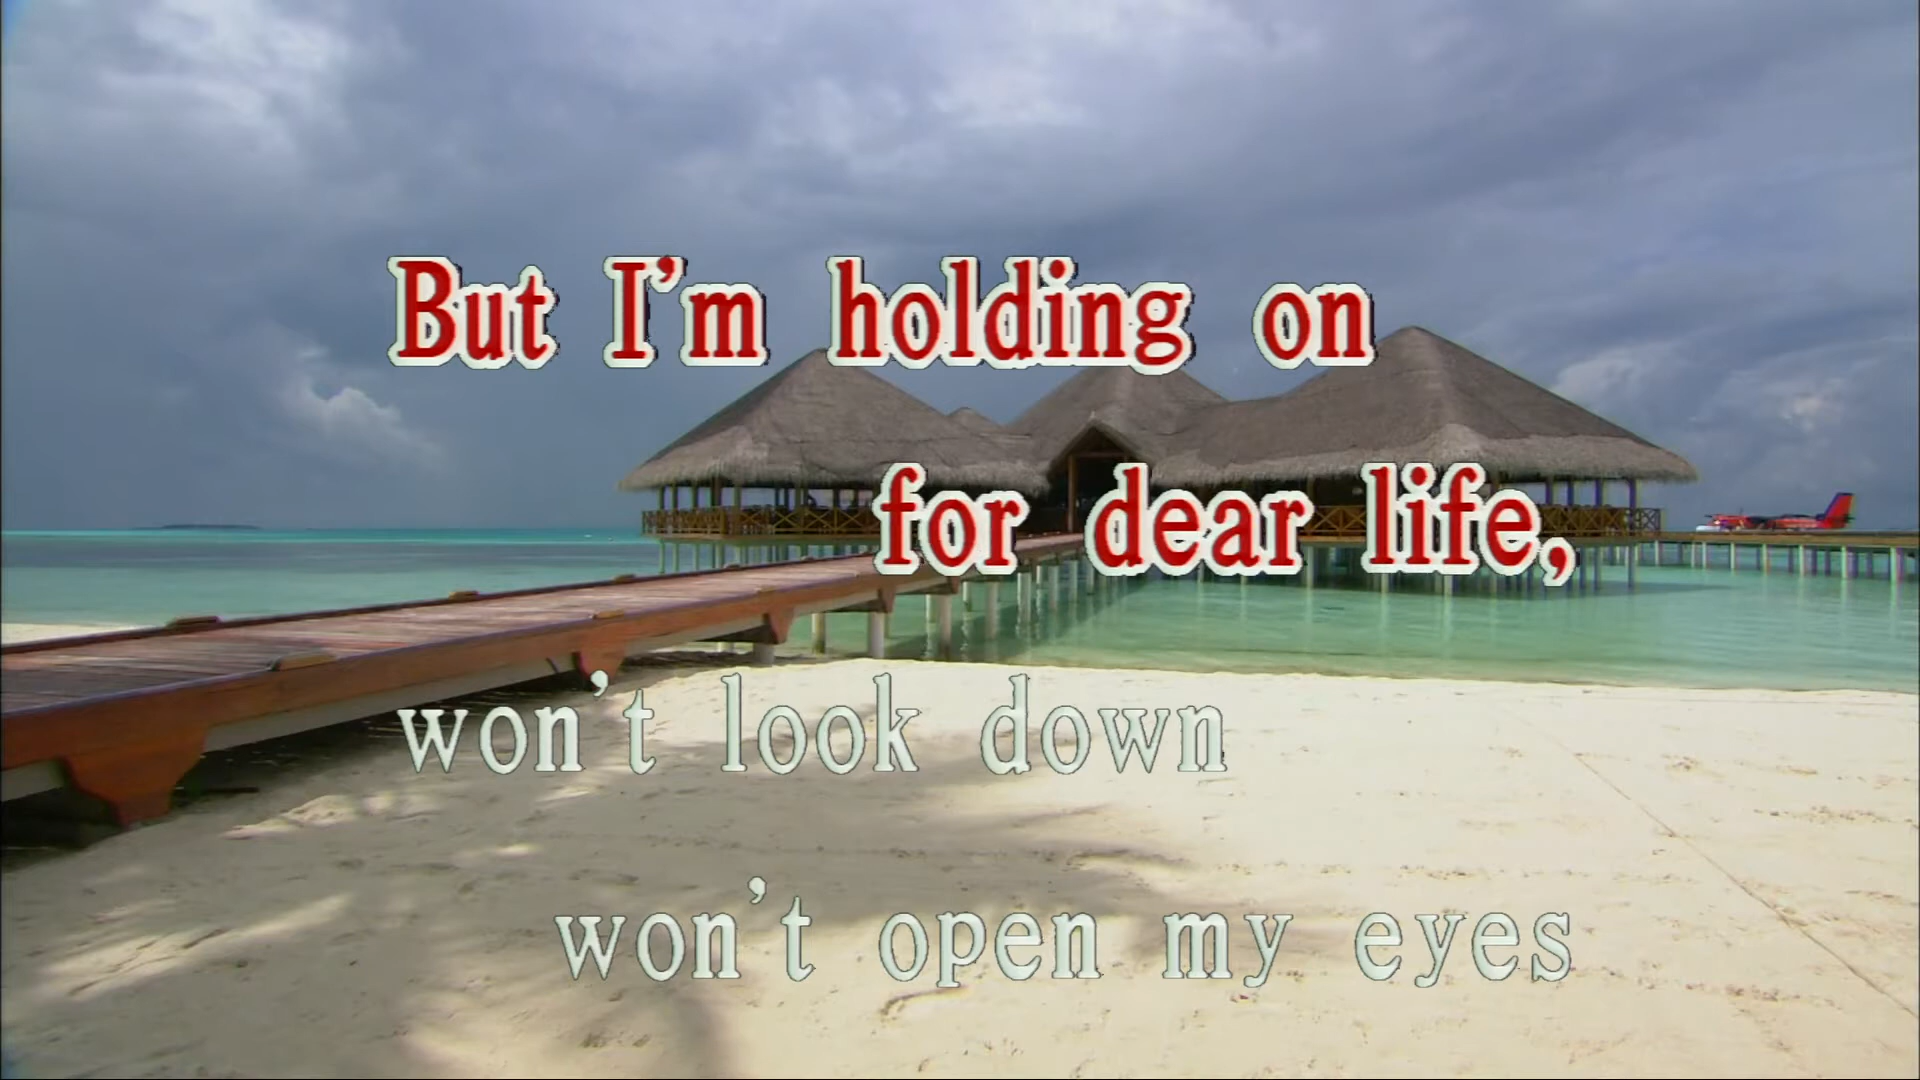 But I'm holding on
for dear life,
won't look down
won't open my eyes